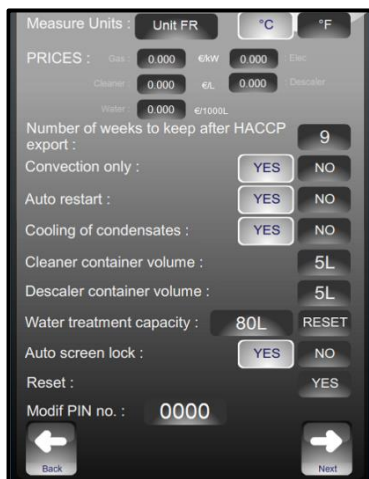 Measure Units : Unit FR °C °F
PRICES : Gas : 0.000 €/kW 0.000 Elec
Cleaner : 0.000 €/L 0.000 Descaler
Water : 0.000 €/1000L
Number of weeks to keep after HACCP
export : 9
Convection only : YES NO
Auto restart : YES NO
Cooling of condensates : YES NO
Cleaner container volume : 5L
Descaler container volume : 5L
Water treatment capacity : 80L RESET
Auto screen lock : YES NO
Reset : YES
Modif PIN no. : 0000
Back Next